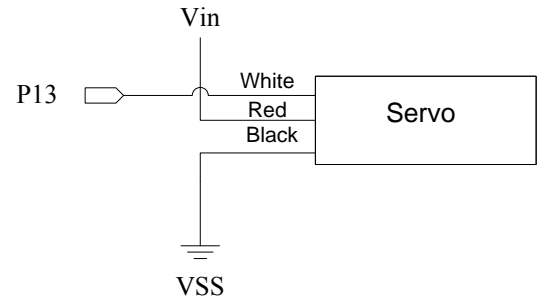 Vin
White
P13
Red
Servo
Black
VSS